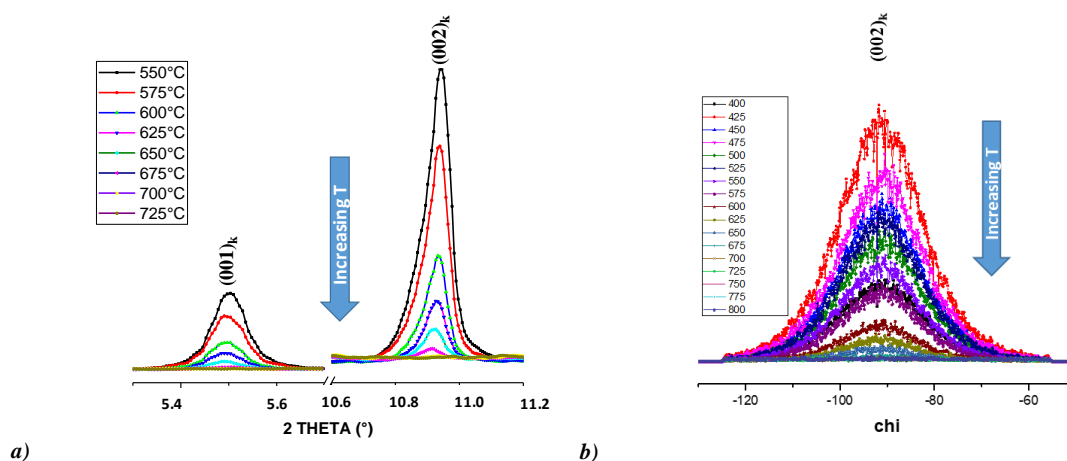 550°C
575°C
600°C
625°C
650°C
675°C
700°C
725°C
(001)k
(002)k
Increasing T
5.4 5.6 10.6 10.8 11.0 11.2
2 THETA (°)
a)
(002)k
400
425
450
475
500
525
550
575
600
625
650
675
700
725
750
775
800
Increasing T
-120 -100 -80 -60
chi
b)